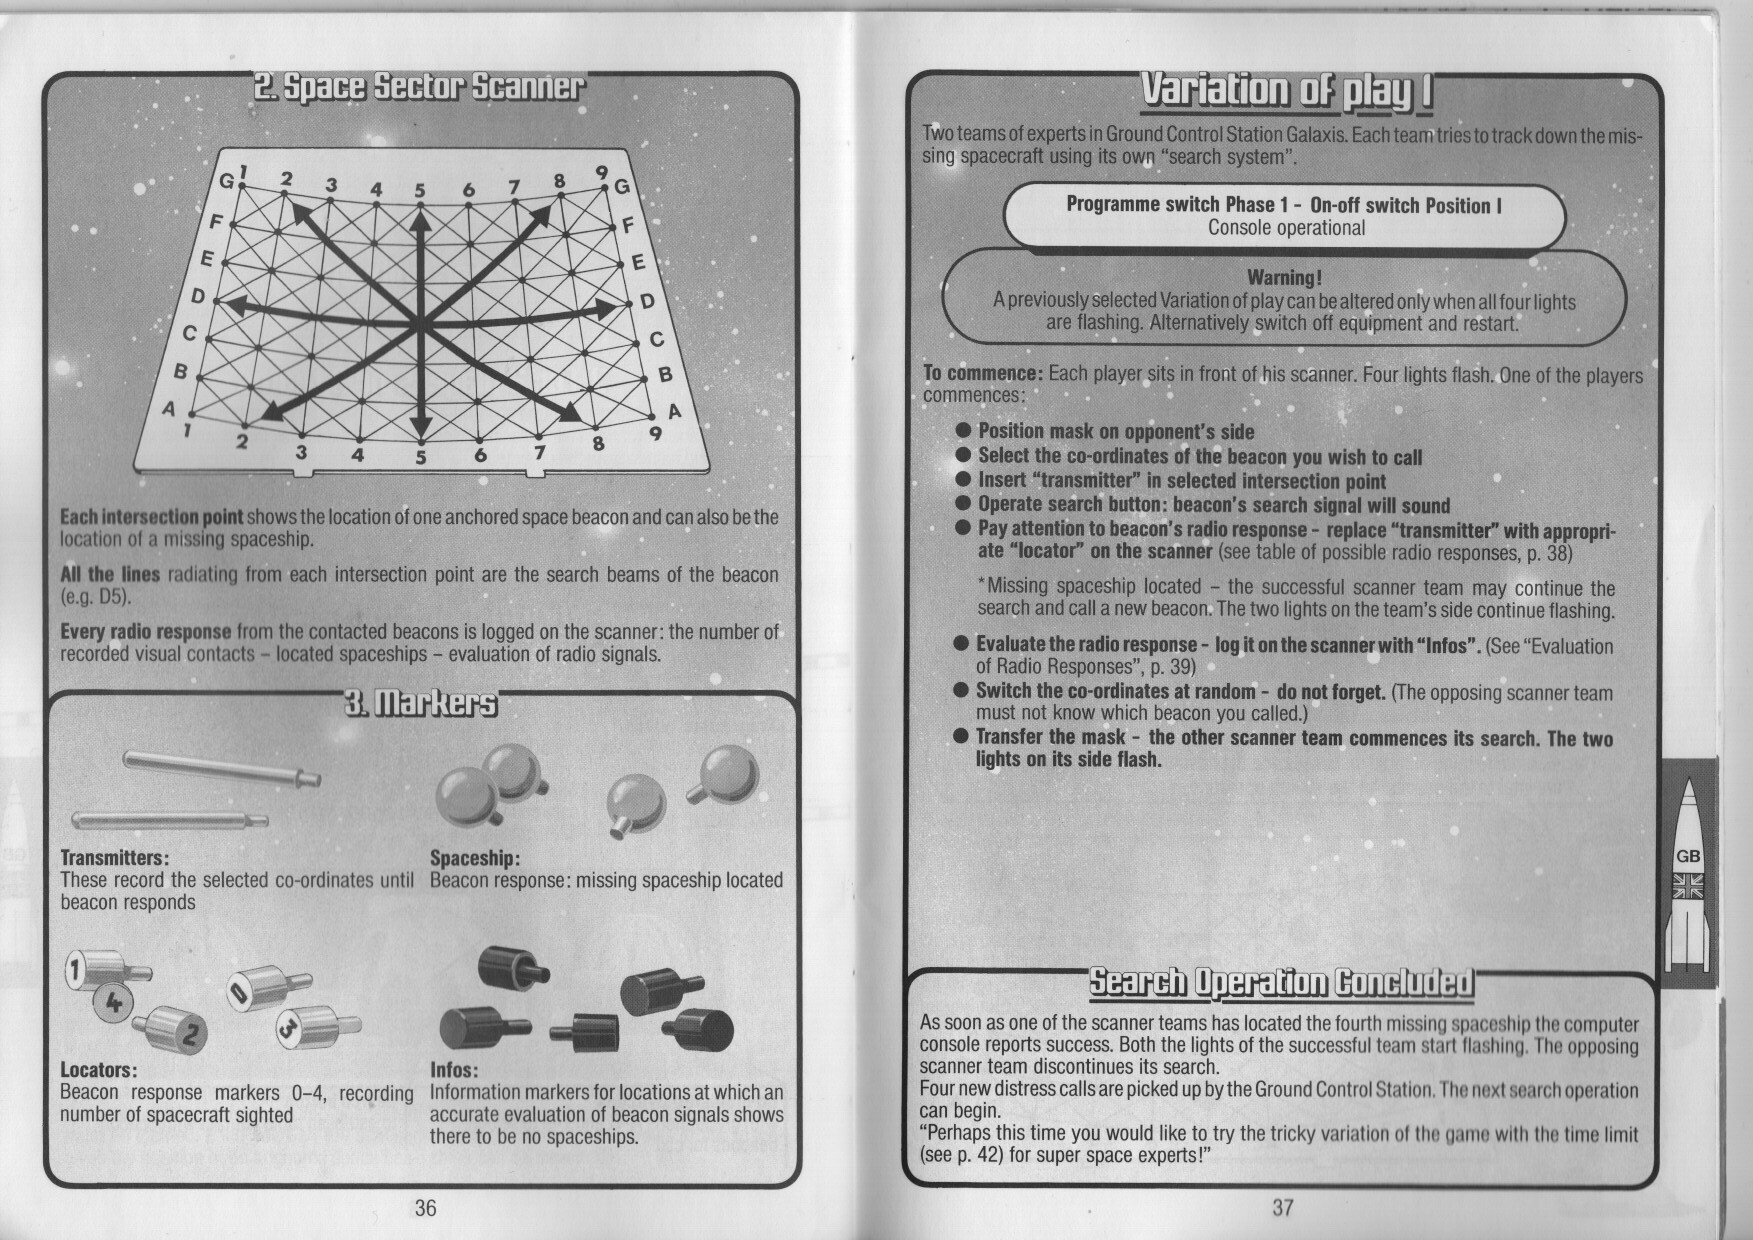 2. Space Sector Scanner
1 2 3 4 5 6 7 8 9
G G
F F
E E
D D
C C
B B
A A
1 2 3 4 5 6 7 8 9
Each intersection point shows the location of one anchored space beacon and can also be the
location of a missing spaceship.
All the lines radiating from each intersection point are the search beams of the beacon
(e.g. D5).
Every radio response from the contacted beacons is logged on the scanner: the number of
recorded visual contacts – located spaceships – evaluation of radio signals.
3. Markers
Transmitters:
These record the selected co-ordinates until
beacon responds
Spaceship:
Beacon response: missing spaceship located
1
4
2
0
3
Locators:
Beacon response markers 0–4, recording
number of spacecraft sighted
Infos:
Information markers for locations at which an
accurate evaluation of beacon signals shows
there to be no spaceships.
36
Variation of play I
Two teams of experts in Ground Control Station Galaxis. Each team tries to track down the mis-
sing spacecraft using its own “search system”.
Programme switch Phase 1 – On-off switch Position I
Console operational
Warning!
A previously selected Variation of play can be altered only when all four lights
are flashing. Alternatively switch off equipment and restart.
To commence: Each player sits in front of his scanner. Four lights flash. One of the players
commences:
● Position mask on opponent's side
● Select the co-ordinates of the beacon you wish to call
● Insert “transmitter” in selected intersection point
● Operate search button: beacon's search signal will sound
● Pay attention to beacon's radio response – replace “transmitter” with appropri-
ate “locator” on the scanner (see table of possible radio responses, p. 38)
*Missing spaceship located – the successful scanner team may continue the
search and call a new beacon. The two lights on the team's side continue flashing.
● Evaluate the radio response – log it on the scanner with “Infos”. (See “Evaluation
of Radio Responses”, p. 39)
● Switch the co-ordinates at random – do not forget. (The opposing scanner team
must not know which beacon you called.)
● Transfer the mask – the other scanner team commences its search. The two
lights on its side flash.
GB
Search Operation Concluded
As soon as one of the scanner teams has located the fourth missing spaceship the computer
console reports success. Both the lights of the successful team start flashing. The opposing
scanner team discontinues its search.
Four new distress calls are picked up by the Ground Control Station. The next search operation
can begin.
“Perhaps this time you would like to try the tricky variation of the game with the time limit
(see p. 42) for super space experts!”
37